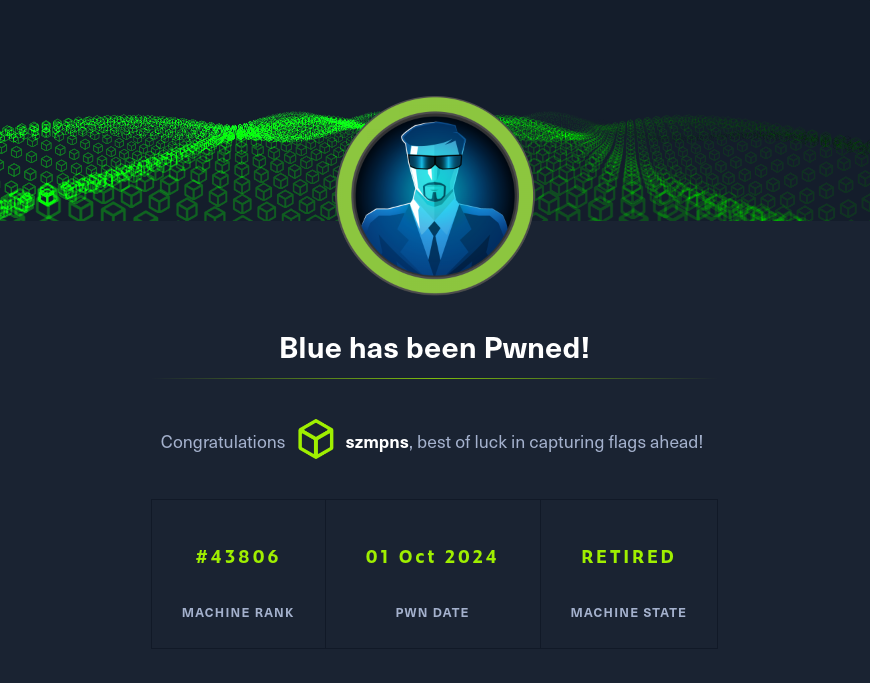 Blue has been Pwned!
Congratulations szmpns, best of luck in capturing flags ahead!
#43806 01 Oct 2024 RETIRED
MACHINE RANK PWN DATE MACHINE STATE